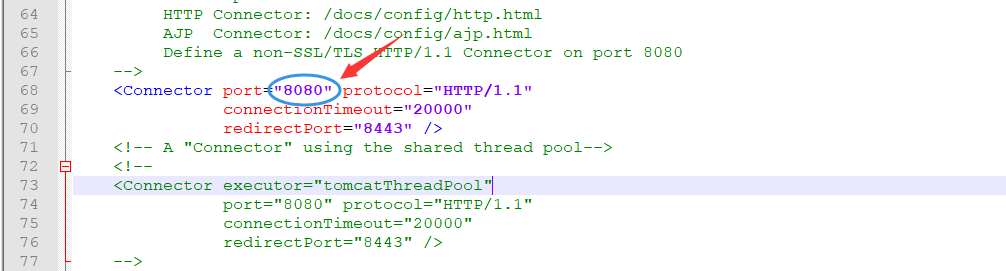 64 HTTP Connector: /docs/config/http.html
65 AJP  Connector: /docs/config/ajp.html
66 Define a non-SSL/TLS HTTP/1.1 Connector on port 8080
67 -->
68 <Connector port="8080" protocol="HTTP/1.1"
69 connectionTimeout="20000"
70 redirectPort="8443" />
71 <!-- A "Connector" using the shared thread pool-->
72 <!--
73 <Connector executor="tomcatThreadPool"
74 port="8080" protocol="HTTP/1.1"
75 connectionTimeout="20000"
76 redirectPort="8443" />
77 -->